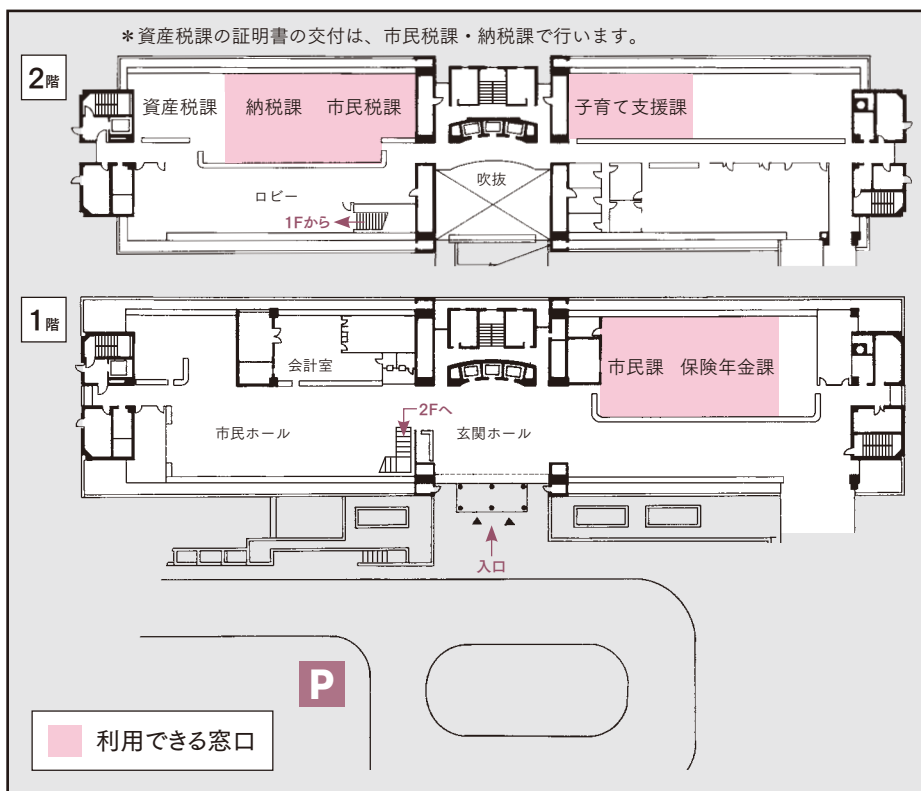 ＊資産税課の証明書の交付は、市民税課・納税課で行います。
2階
資産税課 納税課 市民税課
子育て支援課
ロビー
吹抜
1Fから
1階
会計室
市民課 保険年金課
2Fへ
市民ホール
玄関ホール
入口
P
利用できる窓口